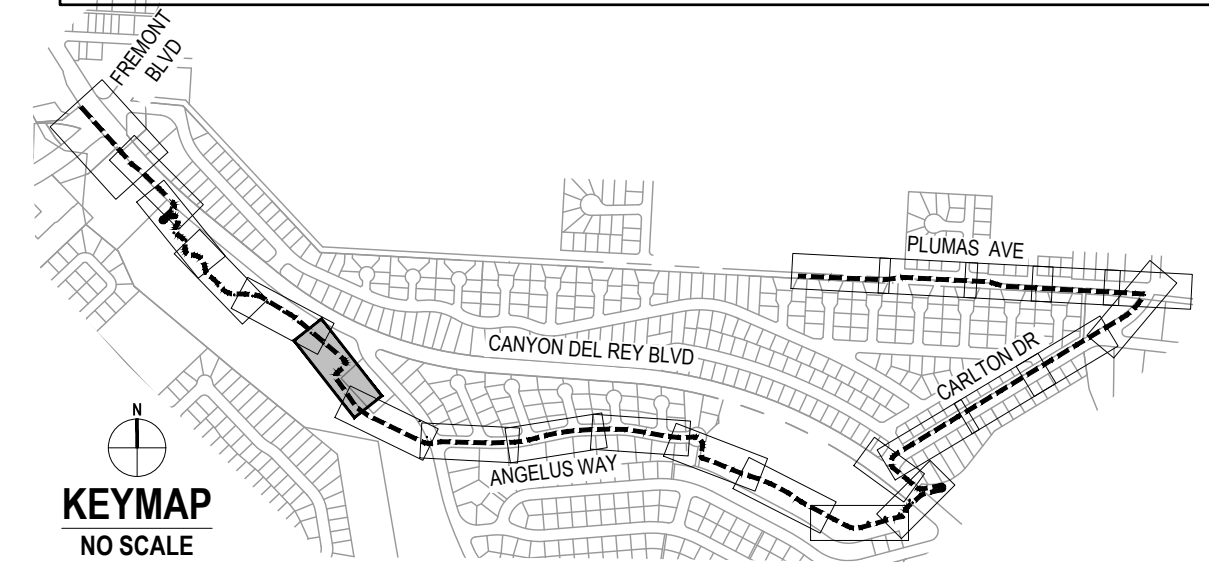 FREMONT
BLVD
PLUMAS AVE
CANYON DEL REY BLVD
CARLTON DR
ANGELUS WAY
N
KEYMAP
NO SCALE